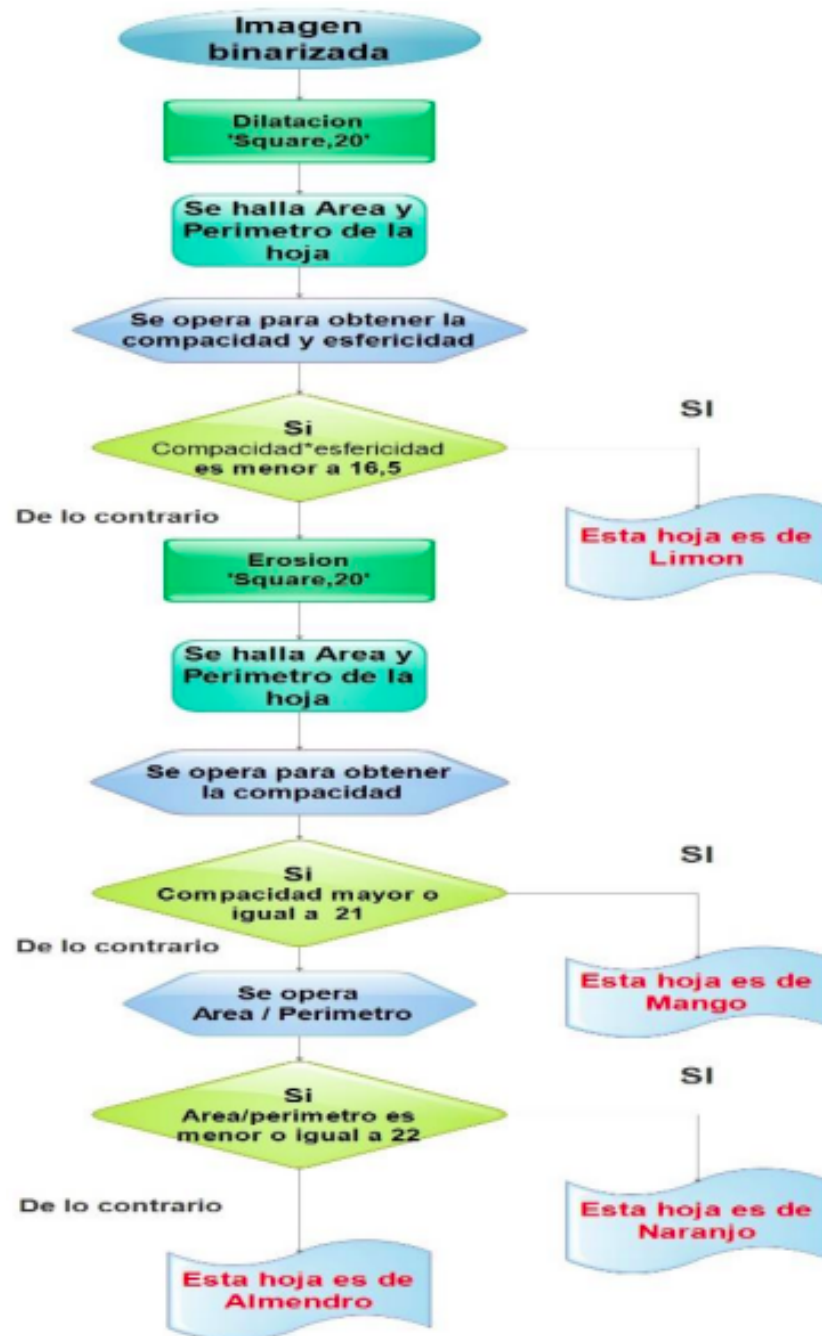 Imagen
binarizada
Dilatacion
'Square,20'
Se halla Area y
Perimetro de la
hoja
Se opera para obtener la
compacidad y esfericidad
Si
Compacidad*esfericidad
es menor a 16,5
SI
Esta hoja es de
Limon
De lo contrario
Erosion
'Square,20'
Se halla Area y
Perimetro de la
hoja
Se opera para obtener
la compacidad
Si
Compacidad mayor o
igual a 21
SI
Esta hoja es de
Mango
De lo contrario
Se opera
Area / Perimetro
Si
Area/perimetro es
menor o igual a 22
SI
Esta hoja es de
Naranjo
De lo contrario
Esta hoja es de
Almendro